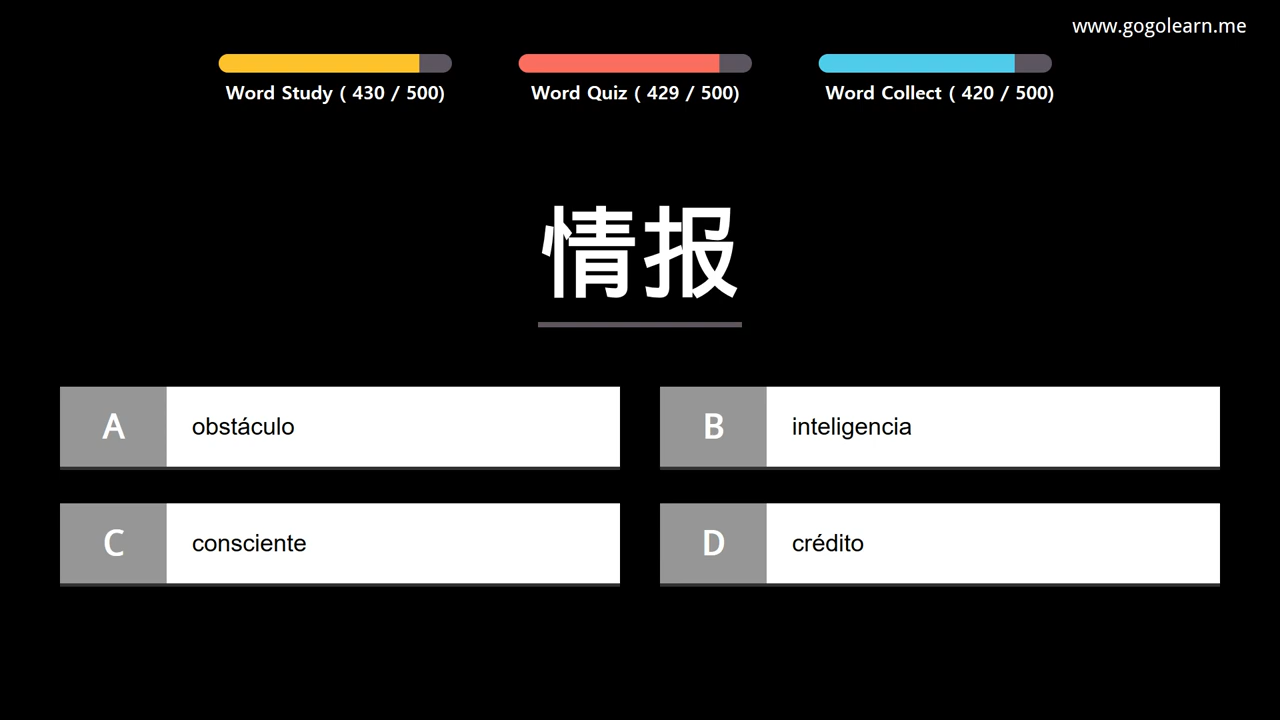 www.gogolearn.me
Word Study ( 430 / 500)
Word Quiz ( 429 / 500)
Word Collect ( 420 / 500)
情报
A obstáculo
B inteligencia
C consciente
D crédito